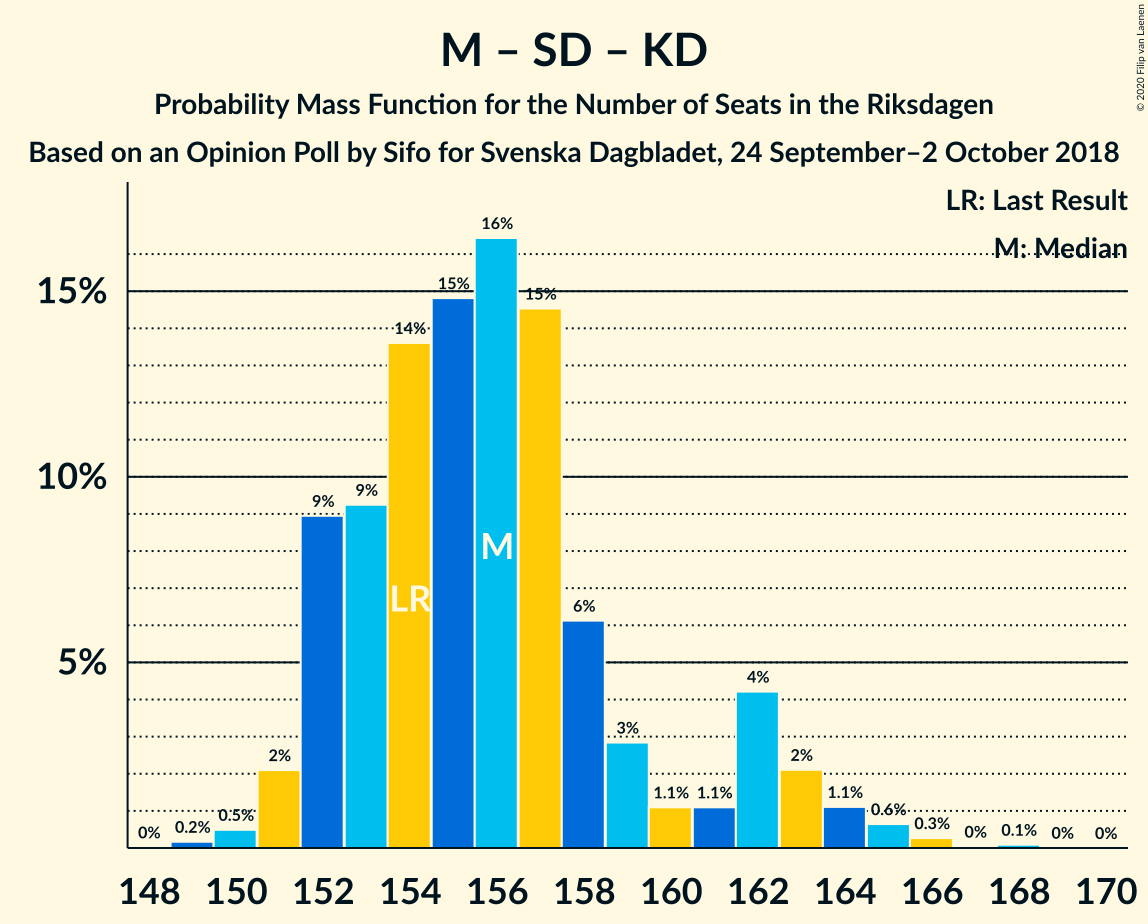 M – SD – KD
Probability Mass Function for the Number of Seats in the Riksdagen
Based on an Opinion Poll by Sifo for Svenska Dagbladet, 24 September–2 October 2018
© 2020 Filip van Laenen
LR: Last Result
M: Median
15%
10%
5%
0%
0.2%
0.5%
2%
9%
9%
14%
15%
16%
15%
6%
3%
1.1%
1.1%
4%
2%
1.1%
0.6%
0.3%
0%
0.1%
0%
0%
LR
M
148 150 152 154 156 158 160 162 164 166 168 170